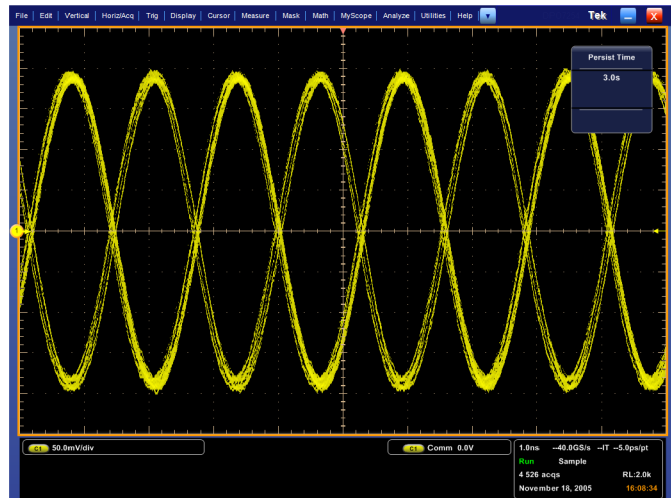 File | Edit | Vertical | Horiz/Acq | Trig | Display | Cursor | Measure | Mask | Math | MyScope | Analyze | Utilities | Help | Tek X
Persist Time
3.0s
C1 50.0mV/div
C1 Comm 0.0V
1.0ns --40.0GS/s --IT --5.0ps/pt
Run Sample
4 526 acqs RL:2.0k
November 18, 2005 16:08:34